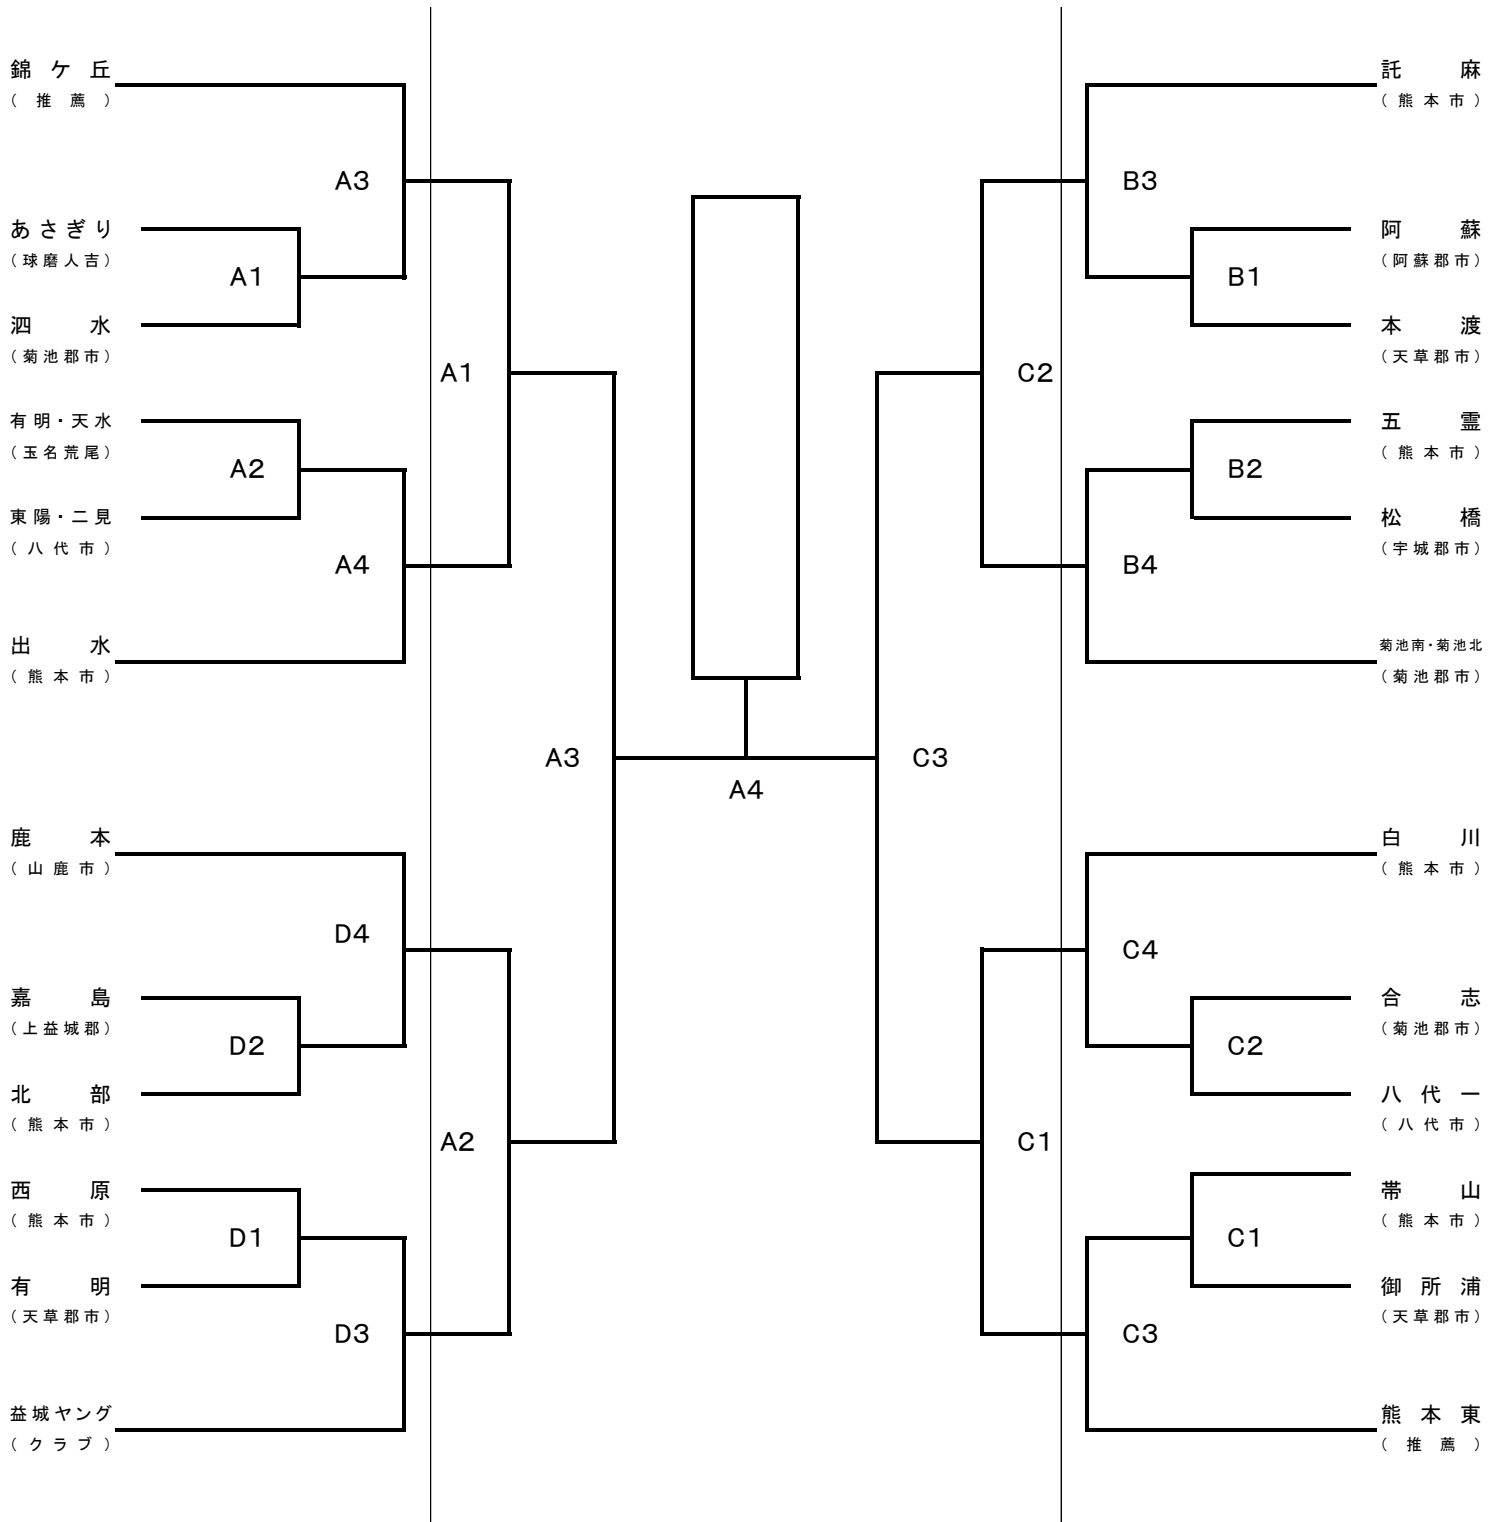 錦ケ丘
（推薦）
A3
あさぎり
（球磨人吉）
A1
泗水
（菊池郡市）
A1
有明・天水
（玉名荒尾）
A2
東陽・二見
（八代市）
A4
出水
（熊本市）
A3
鹿本
（山鹿市）
D4
嘉島
（上益城郡）
D2
北部
（熊本市）
A2
西原
（熊本市）
D1
有明
（天草郡市）
D3
益城ヤング
（クラブ）
A4
託麻
（熊本市）
B3
阿蘇
（阿蘇郡市）
B1
本渡
（天草郡市）
C2
五霊
（熊本市）
B2
松橋
（宇城郡市）
B4
菊池南・菊池北
（菊池郡市）
C3
白川
（熊本市）
C4
合志
（菊池郡市）
C2
八代一
（八代市）
C1
帯山
（熊本市）
C1
御所浦
（天草郡市）
C3
熊本東
（推薦）